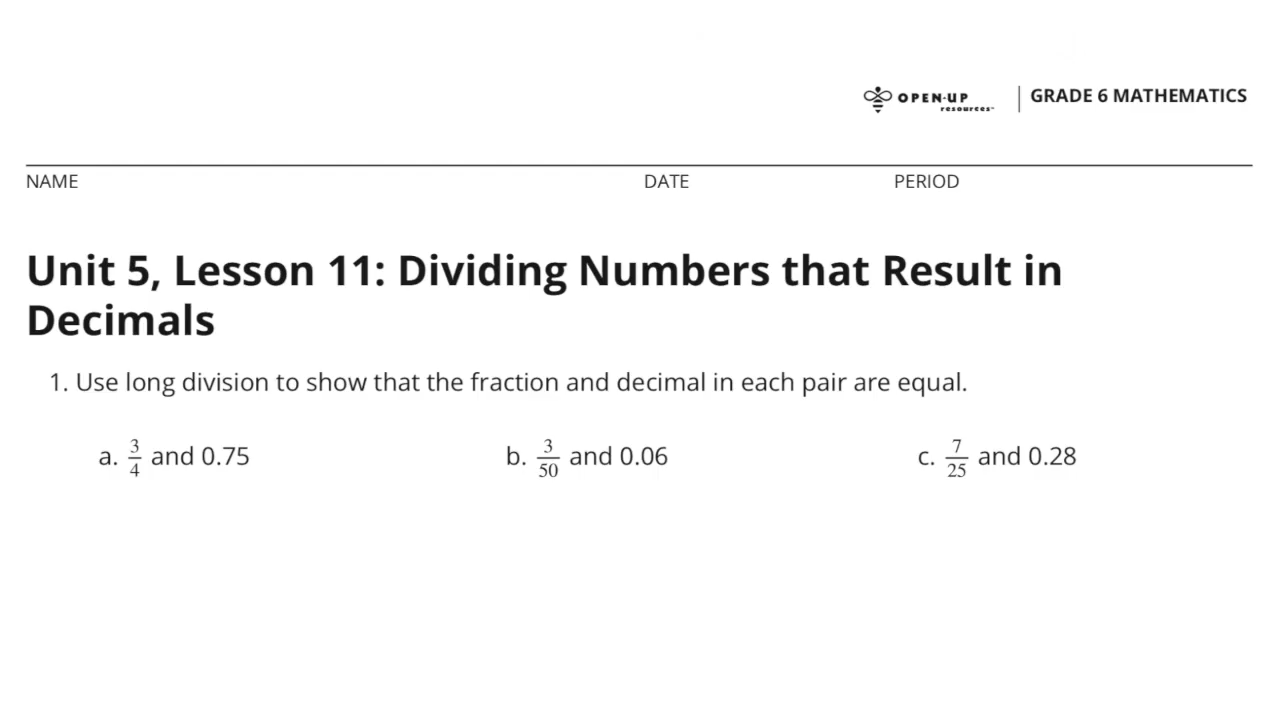 OPEN-UP
resources™
GRADE 6 MATHEMATICS
NAME DATE PERIOD
Unit 5, Lesson 11: Dividing Numbers that Result in
Decimals
1. Use long division to show that the fraction and decimal in each pair are equal.
a. 3/4 and 0.75 b. 3/50 and 0.06 c. 7/25 and 0.28